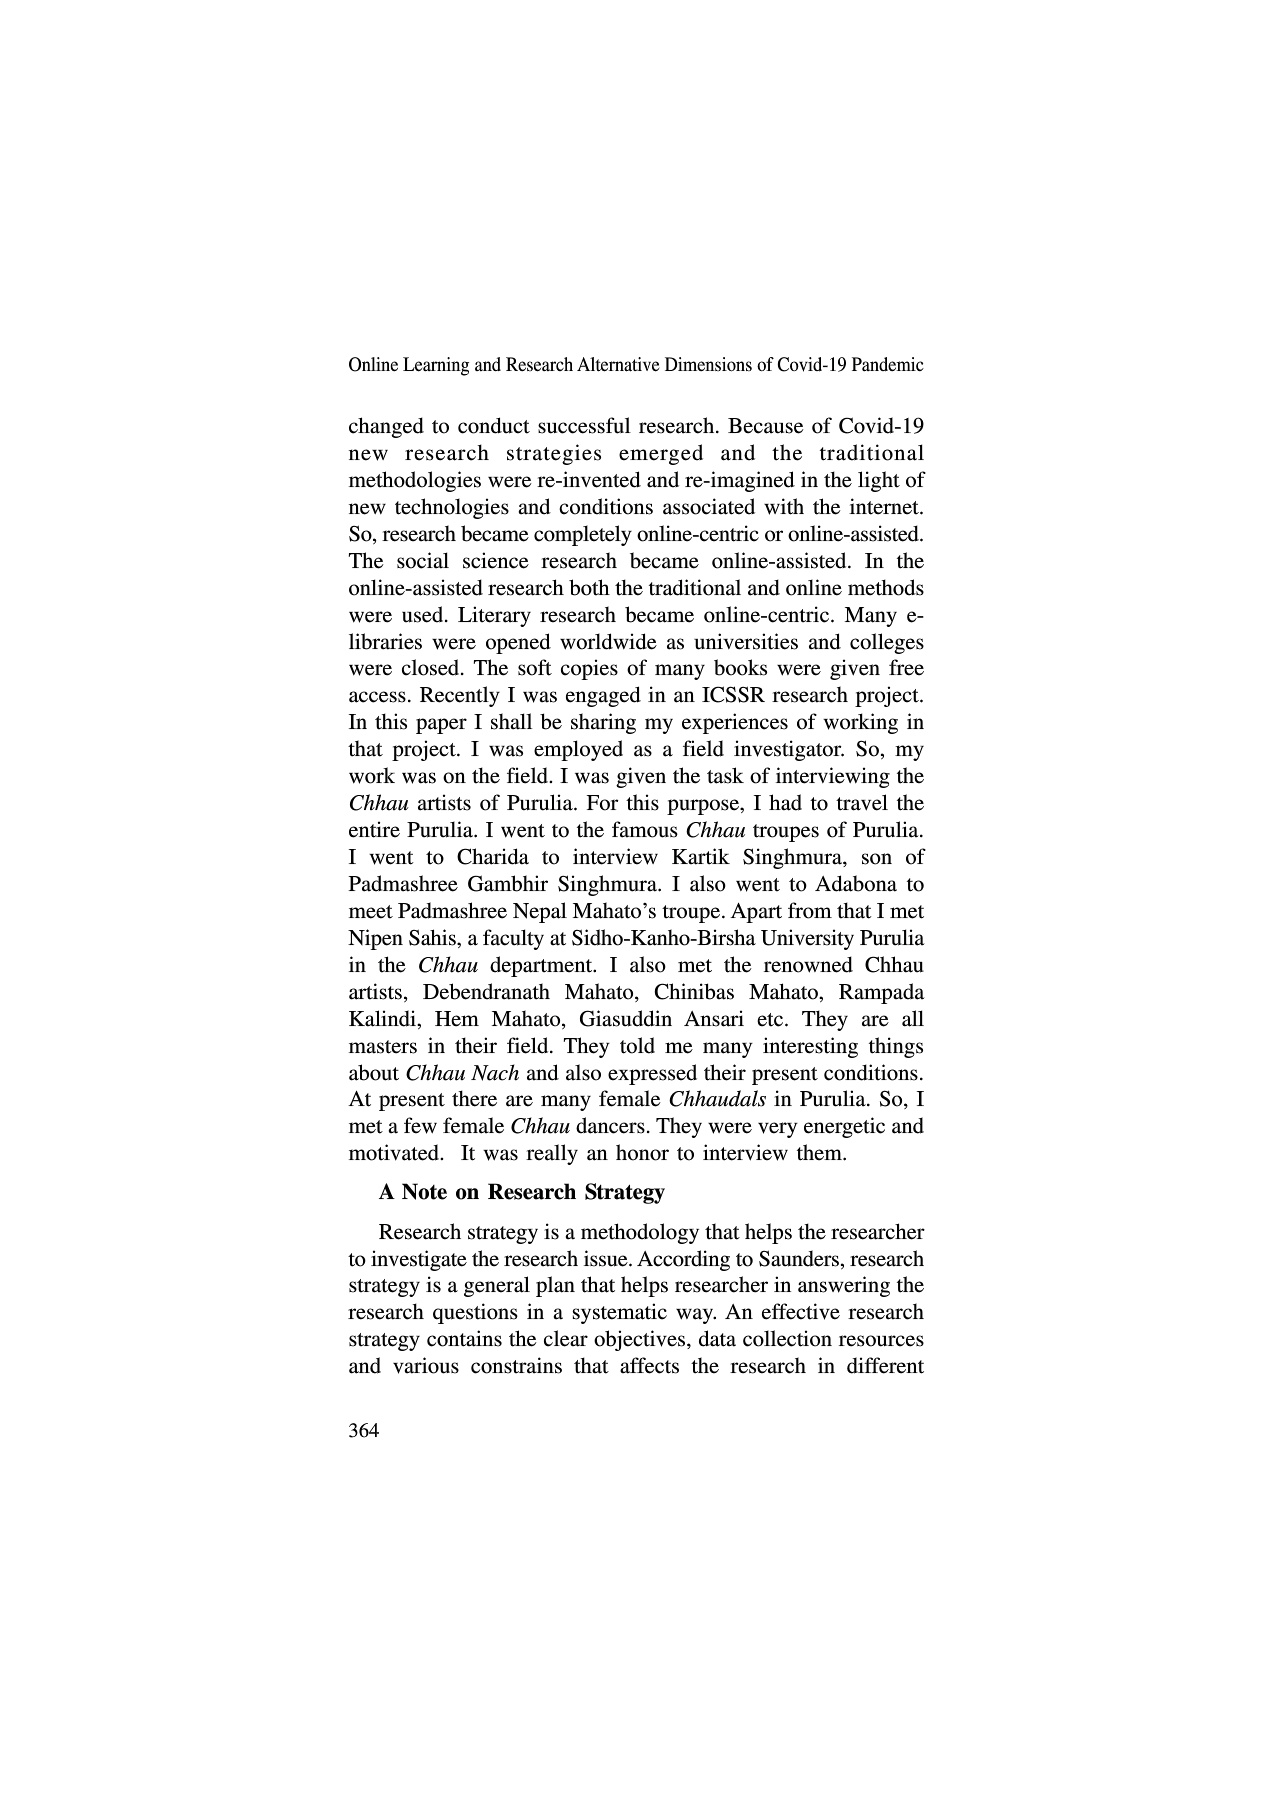 Online Learning and Research Alternative Dimensions of Covid-19 Pandemic
changed to conduct successful research. Because of Covid-19
new research strategies emerged and the traditional
methodologies were re-invented and re-imagined in the light of
new technologies and conditions associated with the internet.
So, research became completely online-centric or online-assisted.
The social science research became online-assisted. In the
online-assisted research both the traditional and online methods
were used. Literary research became online-centric. Many e-
libraries were opened worldwide as universities and colleges
were closed. The soft copies of many books were given free
access. Recently I was engaged in an ICSSR research project.
In this paper I shall be sharing my experiences of working in
that project. I was employed as a field investigator. So, my
work was on the field. I was given the task of interviewing the
Chhau artists of Purulia. For this purpose, I had to travel the
entire Purulia. I went to the famous Chhau troupes of Purulia.
I went to Charida to interview Kartik Singhmura, son of
Padmashree Gambhir Singhmura. I also went to Adabona to
meet Padmashree Nepal Mahato’s troupe. Apart from that I met
Nipen Sahis, a faculty at Sidho-Kanho-Birsha University Purulia
in the Chhau department. I also met the renowned Chhau
artists, Debendranath Mahato, Chinibas Mahato, Rampada
Kalindi, Hem Mahato, Giasuddin Ansari etc. They are all
masters in their field. They told me many interesting things
about Chhau Nach and also expressed their present conditions.
At present there are many female Chhaudals in Purulia. So, I
met a few female Chhau dancers. They were very energetic and
motivated. It was really an honor to interview them.
A Note on Research Strategy
Research strategy is a methodology that helps the researcher
to investigate the research issue. According to Saunders, research
strategy is a general plan that helps researcher in answering the
research questions in a systematic way. An effective research
strategy contains the clear objectives, data collection resources
and various constrains that affects the research in different
364